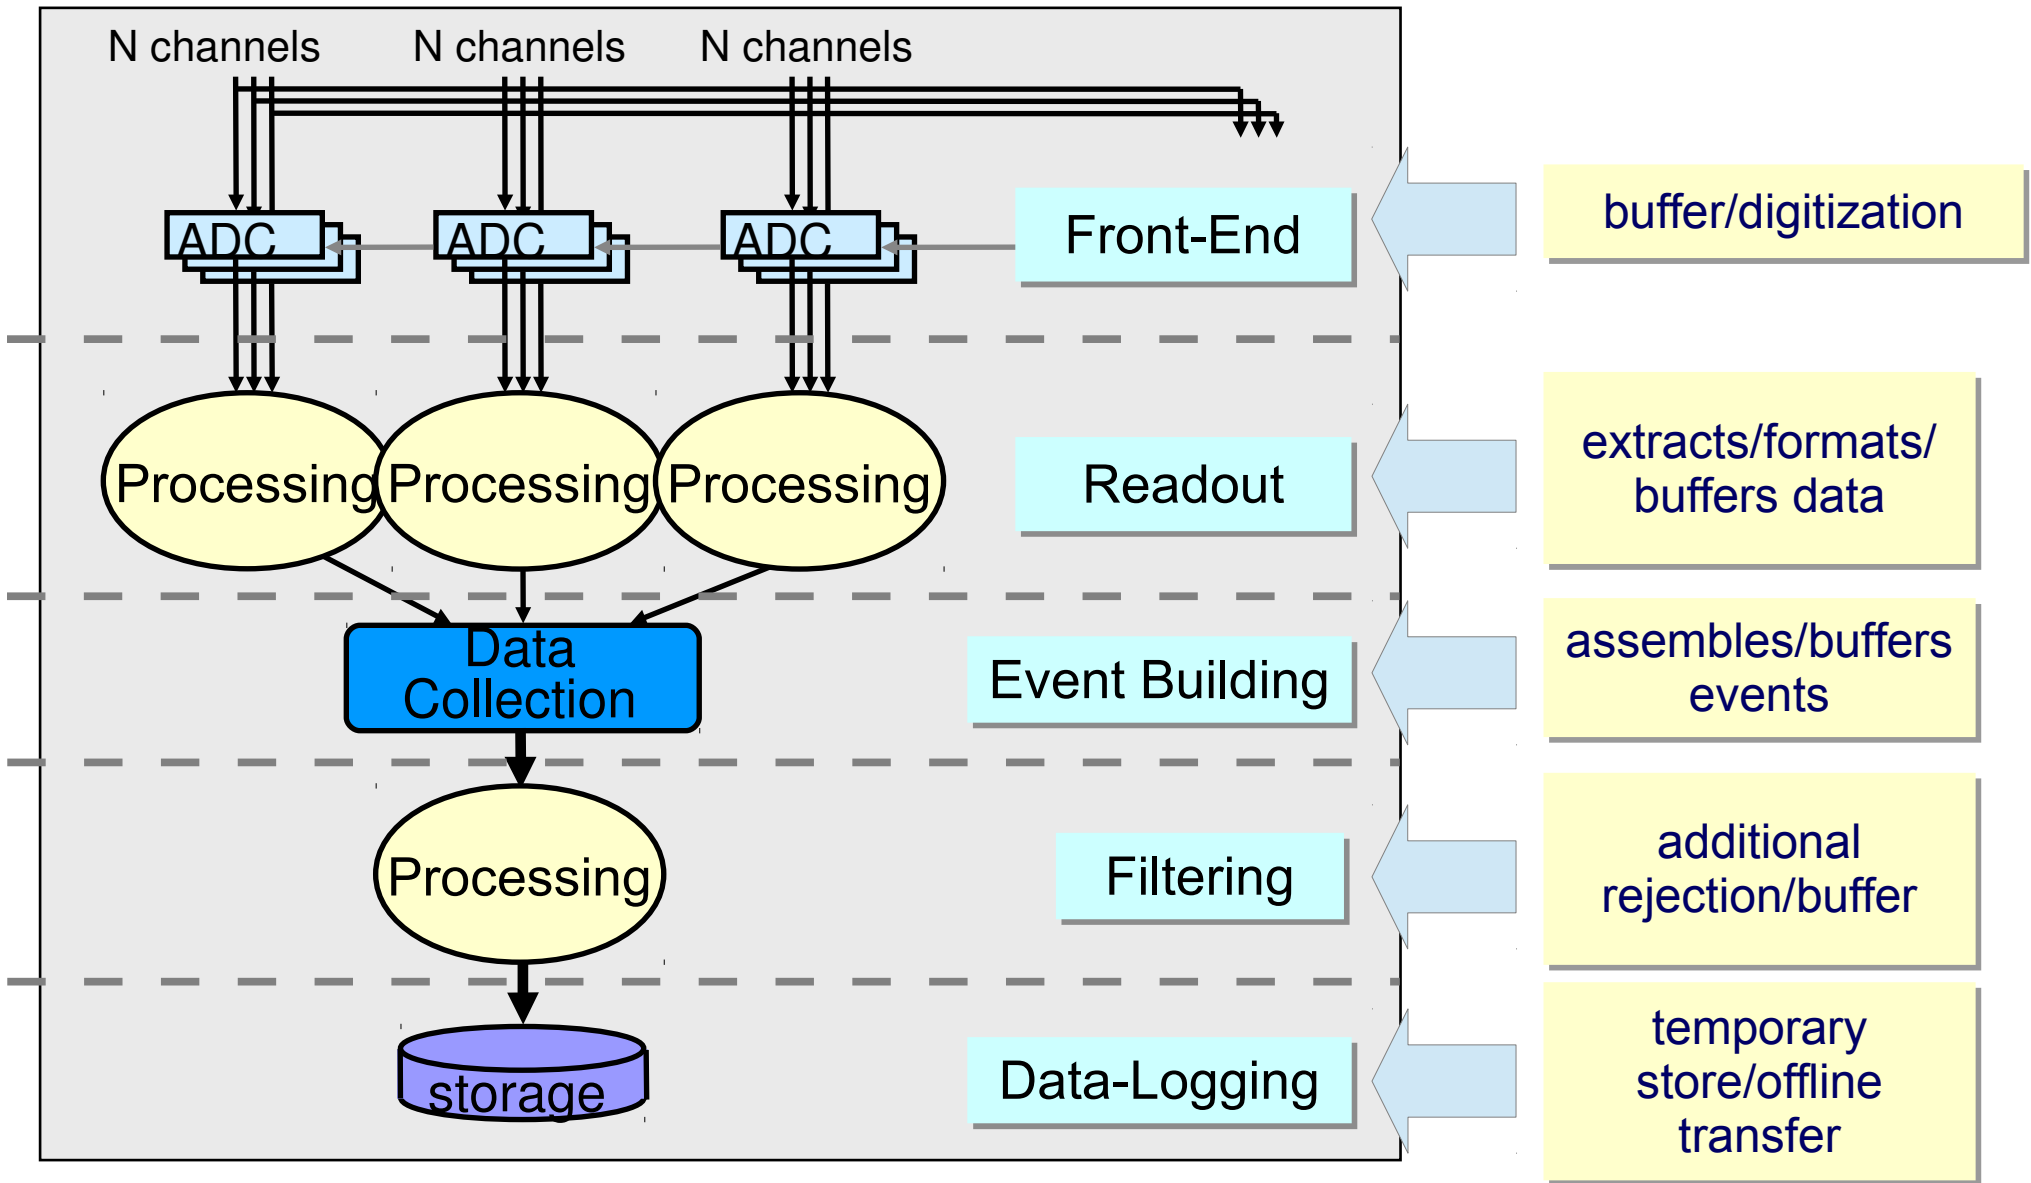 N channels
N channels
N channels
ADC
ADC
ADC
Front-End
buffer/digitization
Processing
Processing
Processing
Readout
extracts/formats/
buffers data
Data
Collection
Event Building
assembles/buffers
events
Processing
Filtering
additional
rejection/buffer
storage
Data-Logging
temporary
store/offline
transfer